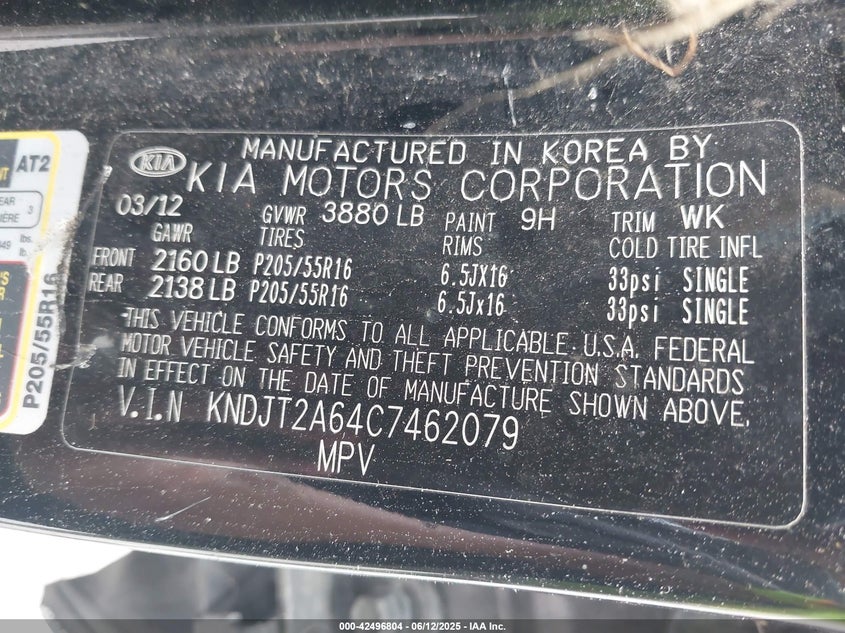 KIA
MANUFACTURED IN KOREA BY
KIA MOTORS CORPORATION
03/12 GVWR 3880 LB PAINT 9H TRIM WK
GAWR TIRES RIMS COLD TIRE INFL
FRONT 2160 LB P205/55R16 6.5JX16 33psi SINGLE
REAR 2138 LB P205/55R16 6.5Jx16 33psi SINGLE
THIS VEHICLE CONFORMS TO ALL APPLICABLE U.S.A. FEDERAL
MOTOR VEHICLE SAFETY AND THEFT PREVENTION STANDARDS
IN EFFECT ON THE DATE OF MANUFACTURE SHOWN ABOVE.
V.I.N KNDJT2A64C7462079
MPV
AT2
3
lbs.
P205/55R16
000-42496804 - 06/12/2025 - IAA Inc.